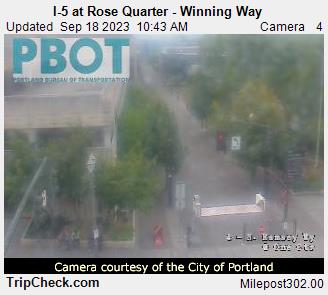 I-5 at Rose Quarter - Winning Way
Updated Sep 18 2023 10:43 AM Camera 4
PBOT
PORTLAND BUREAU OF TRANSPORTATION
Camera courtesy of the City of Portland
TripCheck.com Milepost302.00